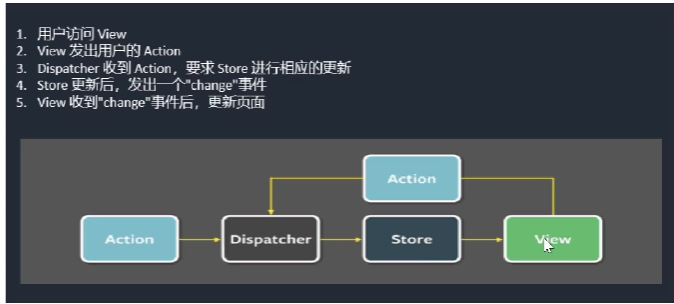 1. 用户访问 View
2. View 发出用户的 Action
3. Dispatcher 收到 Action，要求 Store 进行相应的更新
4. Store 更新后，发出一个"change"事件
5. View 收到"change"事件后，更新页面
Action
Action
Dispatcher
Store
View